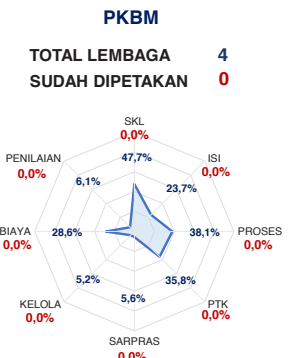 PKBM
TOTAL LEMBAGA 4
SUDAH DIPETAKAN 0
SKL
0,0%
47,7%
PENILAIAN
0,0%
ISI
0,0%
6,1%
23,7%
BIAYA
0,0%
28,6%
38,1%
PROSES
0,0%
5,2%
35,8%
5,6%
KELOLA
0,0%
PTK
0,0%
SARPRAS
0,0%